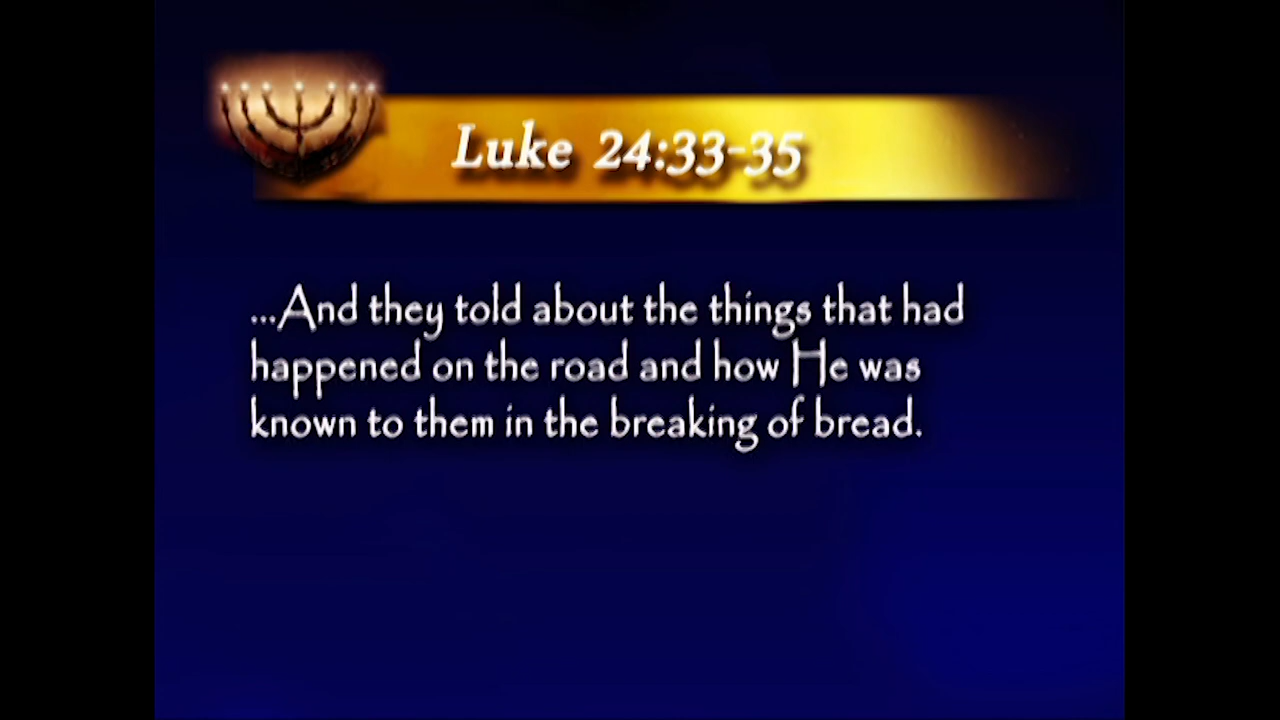 Luke 24:33-35
...And they told about the things that had
happened on the road and how He was
known to them in the breaking of bread.